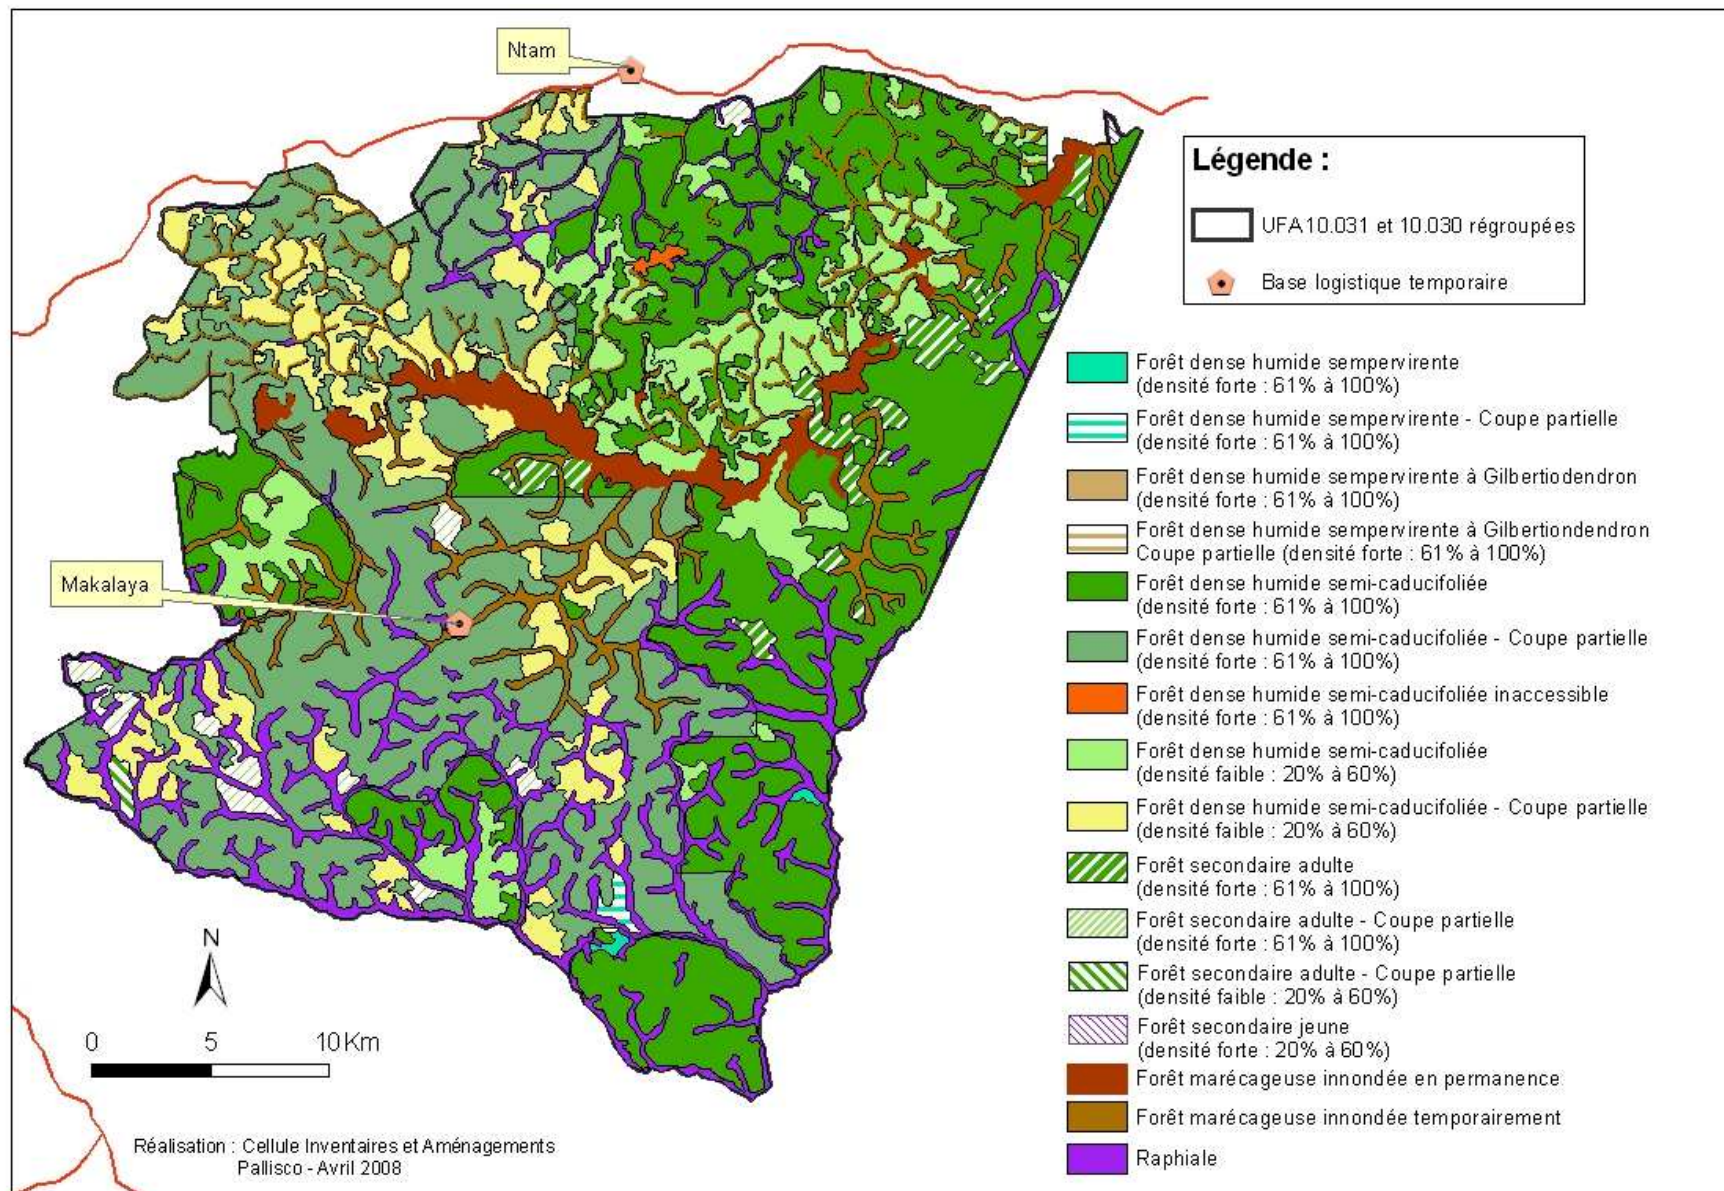 Ntam
Makalaya
Légende :
UFA 10.031 et 10.030 régroupées
Base logistique temporaire
Forêt dense humide sempervirente
(densité forte : 61% à 100%)
Forêt dense humide sempervirente - Coupe partielle
(densité forte : 61% à 100%)
Forêt dense humide sempervirente à Gilbertiodendron
(densité forte : 61% à 100%)
Forêt dense humide sempervirente à Gilbertiondendron
Coupe partielle (densité forte : 61% à 100%)
Forêt dense humide semi-caducifoliée
(densité forte : 61% à 100%)
Forêt dense humide semi-caducifoliée - Coupe partielle
(densité forte : 61% à 100%)
Forêt dense humide semi-caducifoliée inaccessible
(densité forte : 61% à 100%)
Forêt dense humide semi-caducifoliée
(densité faible : 20% à 60%)
Forêt dense humide semi-caducifoliée - Coupe partielle
(densité faible : 20% à 60%)
Forêt secondaire adulte
(densité forte : 61% à 100%)
Forêt secondaire adulte - Coupe partielle
(densité forte : 61% à 100%)
Forêt secondaire adulte - Coupe partielle
(densité faible : 20% à 60%)
Forêt secondaire jeune
(densité forte : 20% à 60%)
Forêt marécageuse innondée en permanence
Forêt marécageuse innondée temporairement
Raphiale
N
0 5 10 Km
Réalisation : Cellule Inventaires et Aménagements
Pallisco - Avril 2008